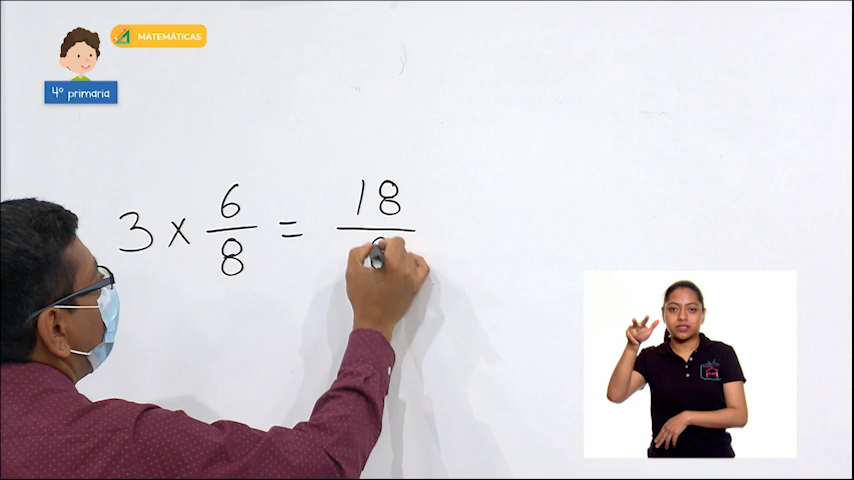 MATEMÁTICAS
4º primaria
3 × 6/8 = 18/